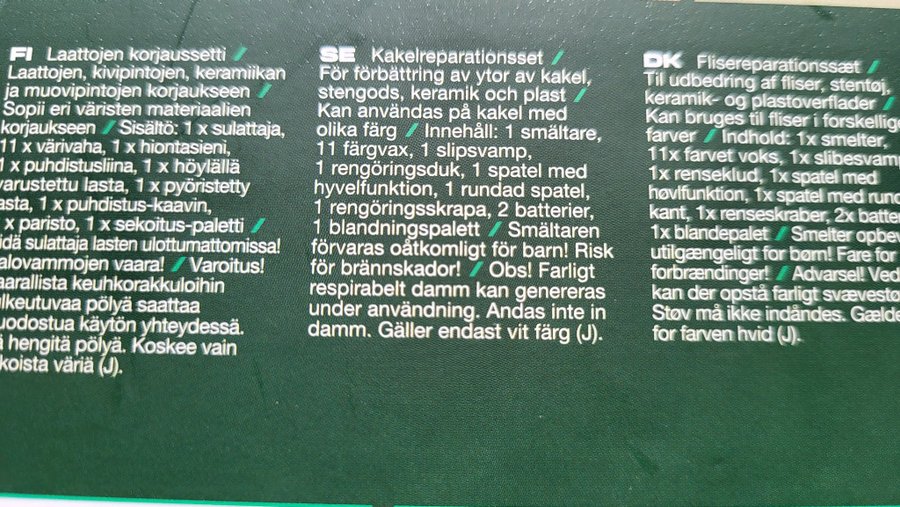 FI Laattojen korjaussetti /
Laattojen, kivipintojen, keramiikan
ja muovipintojen korjaukseen /
Sopii eri väristen materiaalien
korjaukseen / Sisältö: 1 x sulattaja,
11 x värivaha, 1 x hiontasieni,
1 x puhdistusliina, 1 x höylällä
varustettu lasta, 1 x pyöristetty
lasta, 1 x puhdistus-kaavin,
x paristo, 1 x sekoitus-paletti /
sulattaja lasten ulottumattomissa!
alovammojen vaara! / Varoitus!
aarallista keuhkorakkuloihin
lkeutuvaa pölyä saattaa
uodostua käytön yhteydessä.
hengitä pölyä. Koskee vain
koista väriä (J).
SE Kakelreparationsset /
För förbättring av ytor av kakel,
stengods, keramik och plast /
Kan användas på kakel med
olika färg / Innehåll: 1 smältare,
11 färgvax, 1 slipsvamp,
1 rengöringsduk, 1 spatel med
hyvelfunktion, 1 rundad spatel,
1 rengöringsskrapa, 2 batterier,
1 blandningspalett / Smältaren
förvaras oåtkomligt för barn! Risk
för brännskador! / Obs! Farligt
respirabelt damm kan genereras
under användning. Andas inte in
damm. Gäller endast vit färg (J).
DK Flisereparationssæt /
Til udbedring af fliser, stentøj,
keramik- og plastoverflader /
Kan bruges til fliser i forskellige
farver / Indhold: 1x smelter,
11x farvet voks, 1x slibesvam
1x renseklud, 1x spatel med
høvlfunktion, 1x spatel med rund
kant, 1x renseskraber, 2x batte
1x blandepalet / Smelter opbev
utilgængeligt for børn! Fare for
forbrændinger! / Advarsel! Ved
kan der opstå farligt svævestø
Støv må ikke indåndes. Gælde
for farven hvid (J).